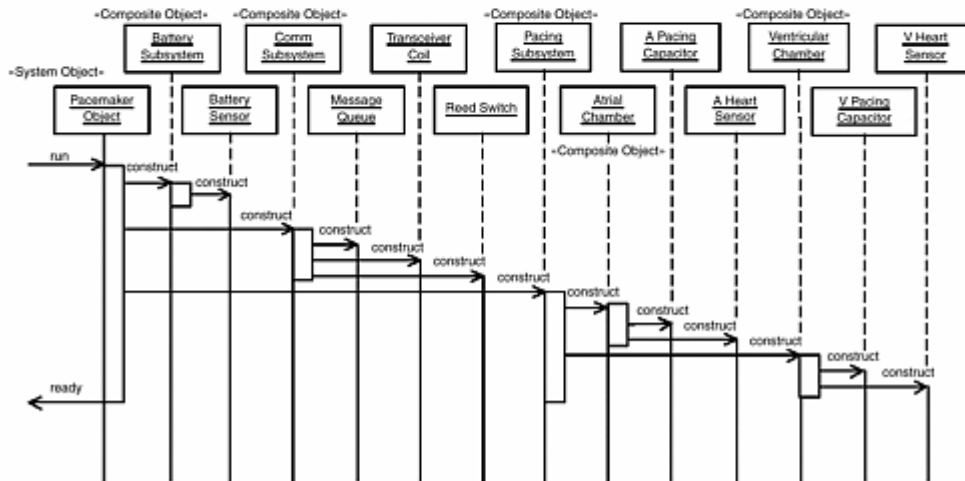 «Composite Object»
«Composite Object»
«Composite Object»
«Composite Object»
Battery
Subsystem
Comm
Subsystem
Transceiver
Coil
Pacing
Subsystem
A Pacing
Capacitor
Ventricular
Chamber
V Heart
Sensor
«System Object»
Pacemaker
Object
Battery
Sensor
Message
Queue
Reed Switch
Atrial
Chamber
A Heart
Sensor
V Pacing
Capacitor
«Composite Object»
run
construct
construct
construct
construct
construct
construct
construct
construct
construct
construct
construct
construct
construct
ready